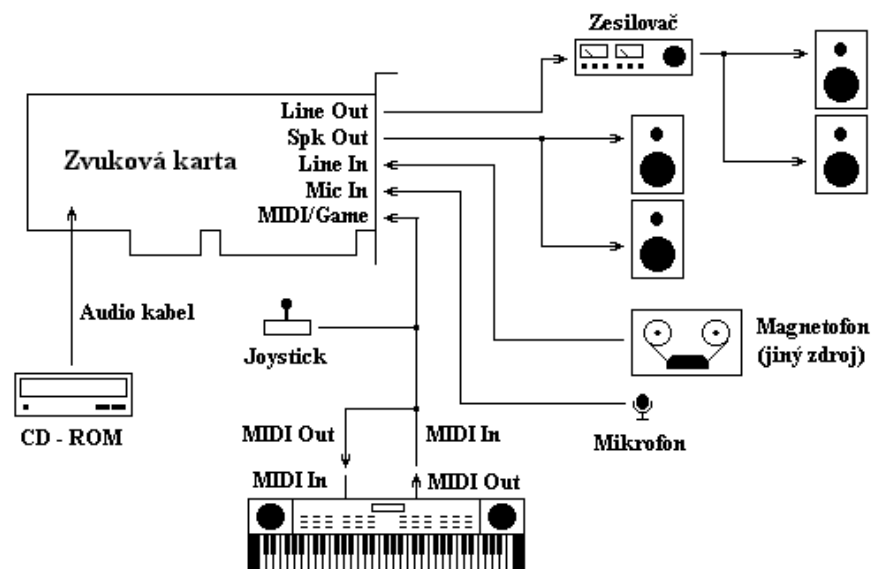 Zesilovač
Line Out
Spk Out
Zvuková karta
Line In
Mic In
MIDI/Game
Audio kabel
Joystick
Magnetofon
(jiný zdroj)
CD - ROM
MIDI Out
MIDI In
Mikrofon
MIDI In
MIDI Out